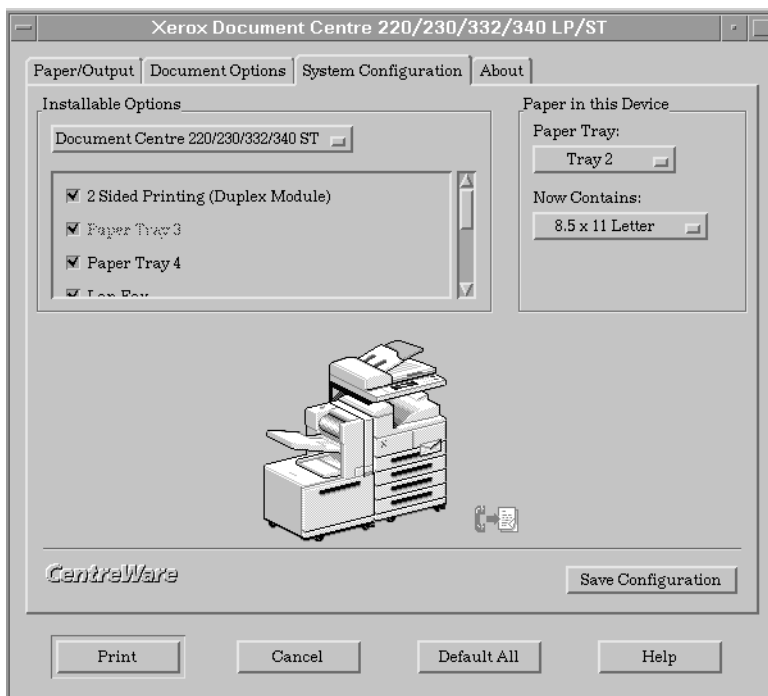 Xerox Document Centre 220/230/332/340 LP/ST
Paper/Output Document Options System Configuration About
Installable Options
Document Centre 220/230/332/340 ST
2 Sided Printing (Duplex Module)
Paper Tray 3
Paper Tray 4
Paper in this Device
Paper Tray:
Tray 2
Now Contains:
8.5 x 11 Letter
CentreWare
Save Configuration
Print Cancel Default All Help